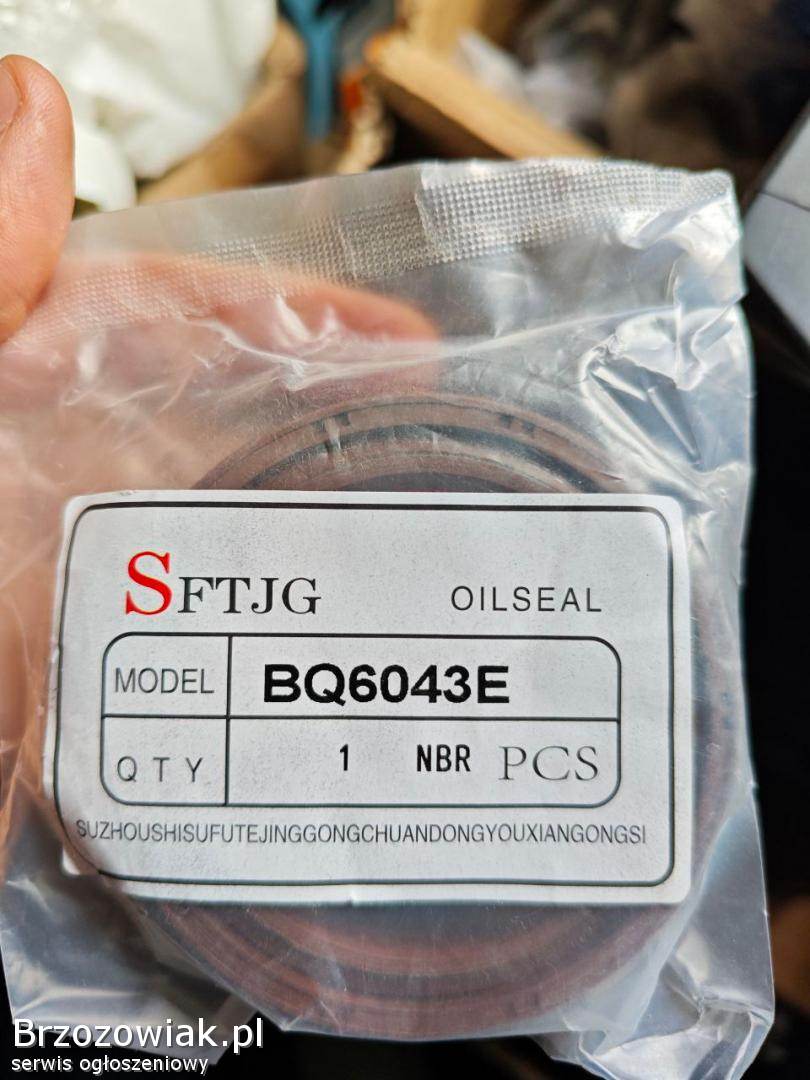 SFTJG OILSEAL
MODEL BQ6043E
QTY 1 NBR PCS
SUZHOUSHISUFUTEJINGGONGCHUANDONGYOUXIANGONGSI
Brzozowiak.pl
serwis ogłoszeniowy